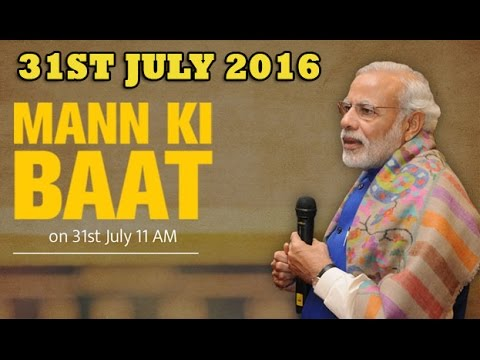 31ST JULY 2016
MANN KI
BAAT
on 31st July 11 AM